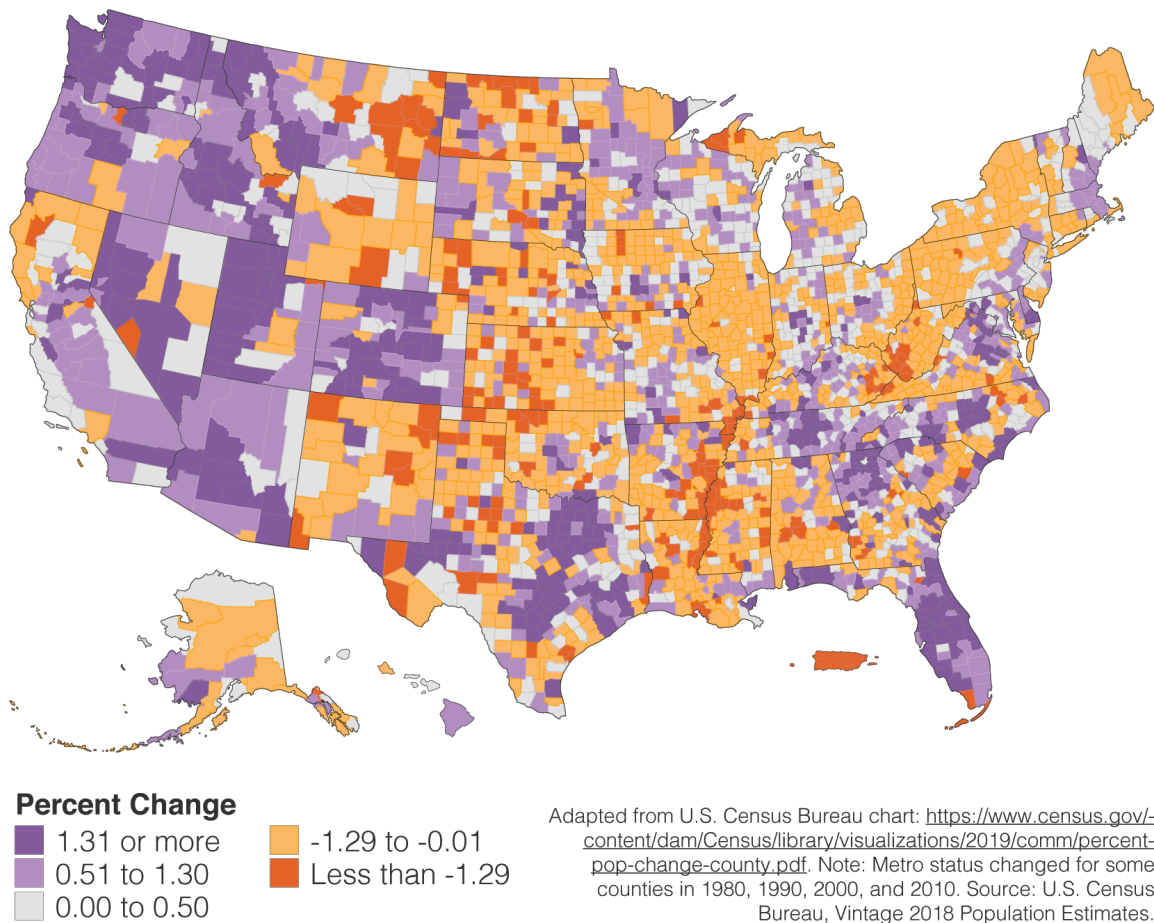 Percent Change
1.31 or more
0.51 to 1.30
0.00 to 0.50
-1.29 to -0.01
Less than -1.29
Adapted from U.S. Census Bureau chart: https://www.census.gov/-
content/dam/Census/library/visualizations/2019/comm/percent-
pop-change-county.pdf. Note: Metro status changed for some
counties in 1980, 1990, 2000, and 2010. Source: U.S. Census
Bureau, Vintage 2018 Population Estimates.